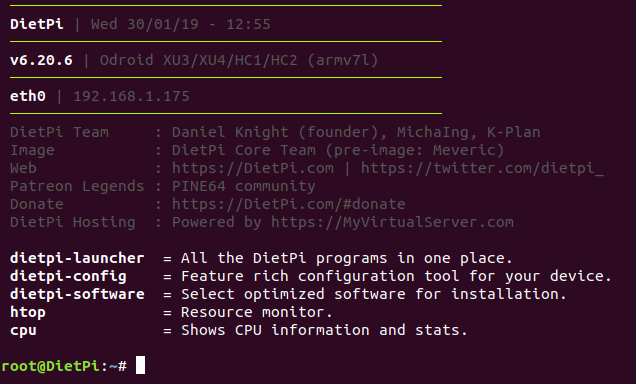 DietPi | Wed 30/01/19 - 12:55
v6.20.6 | Odroid XU3/XU4/HC1/HC2 (armv7l)
eth0 | 192.168.1.175
DietPi Team : Daniel Knight (founder), MichaIng, K-Plan
Image : DietPi Core Team (pre-image: Meveric)
Web : https://DietPi.com | https://twitter.com/dietpi_
Patreon Legends : PINE64 community
Donate : https://DietPi.com/#donate
DietPi Hosting : Powered by https://MyVirtualServer.com
dietpi-launcher = All the DietPi programs in one place.
dietpi-config = Feature rich configuration tool for your device.
dietpi-software = Select optimized software for installation.
htop = Resource monitor.
cpu = Shows CPU information and stats.
root@DietPi:~#